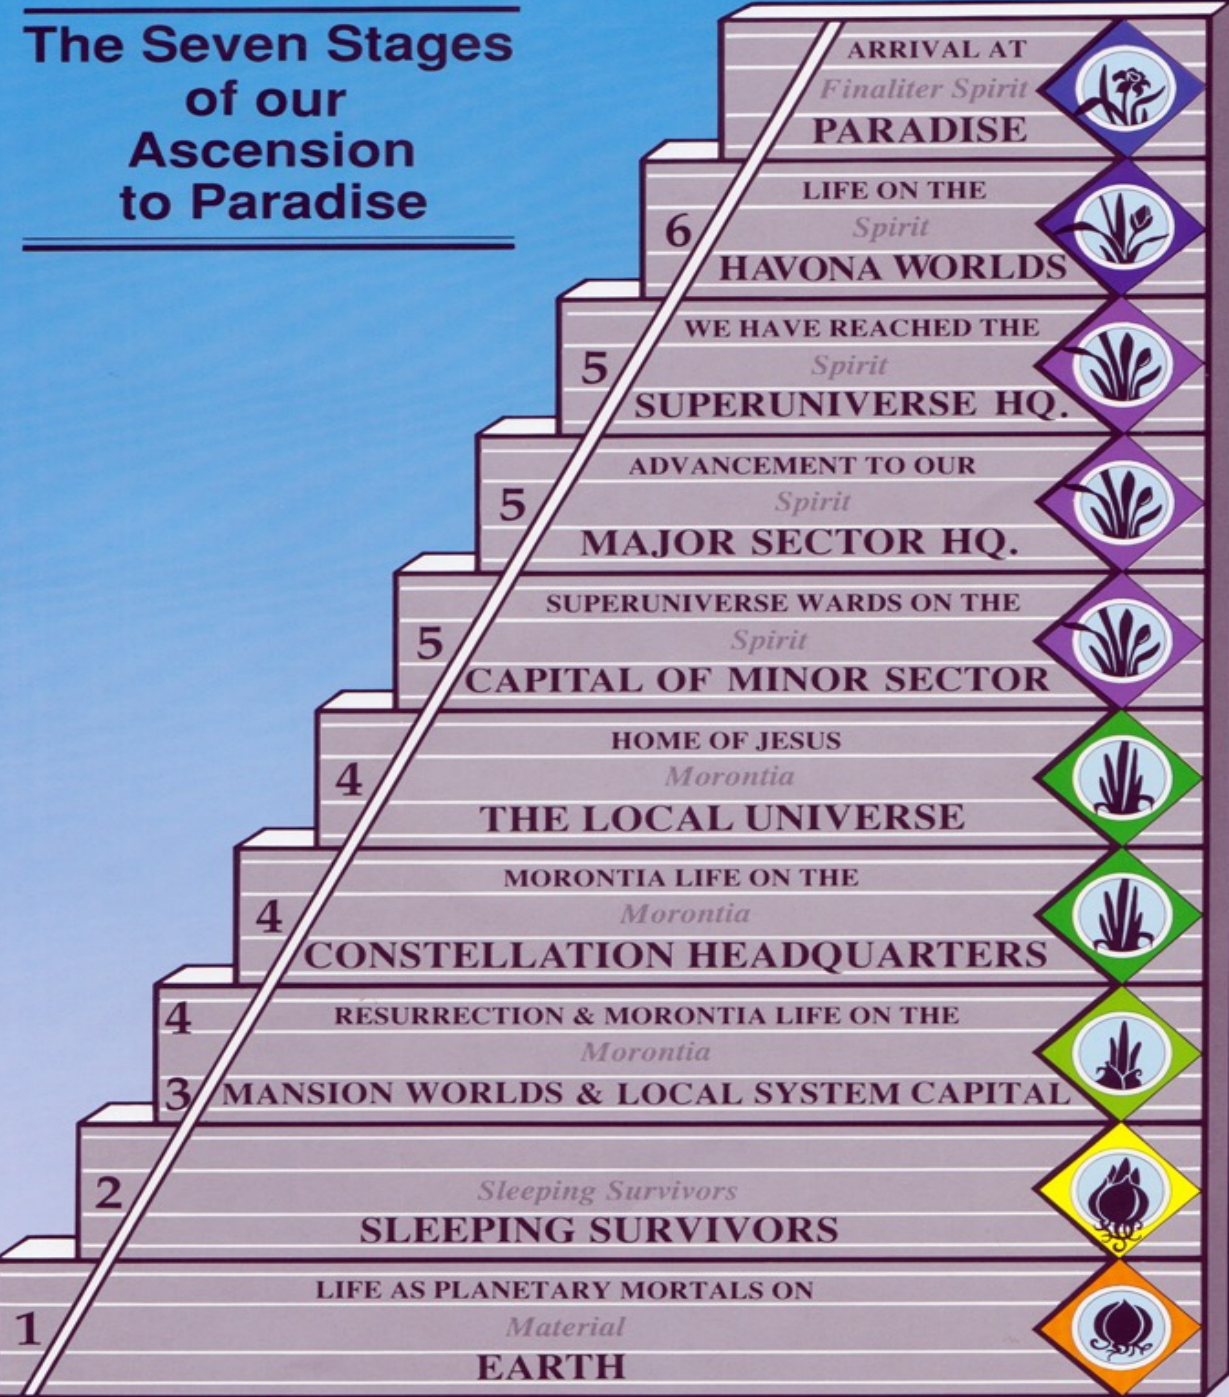 The Seven Stages
of our
Ascension
to Paradise
ARRIVAL AT
Finaliter Spirit
PARADISE
LIFE ON THE
6 Spirit
HAVONA WORLDS
WE HAVE REACHED THE
5 Spirit
SUPERUNIVERSE HQ.
ADVANCEMENT TO OUR
5 Spirit
MAJOR SECTOR HQ.
SUPERUNIVERSE WARDS ON THE
5 Spirit
CAPITAL OF MINOR SECTOR
HOME OF JESUS
4 Morontia
THE LOCAL UNIVERSE
MORONTIA LIFE ON THE
4 Morontia
CONSTELLATION HEADQUARTERS
4 RESURRECTION & MORONTIA LIFE ON THE
Morontia
3 MANSION WORLDS & LOCAL SYSTEM CAPITAL
2 Sleeping Survivors
SLEEPING SURVIVORS
LIFE AS PLANETARY MORTALS ON
1 Material
EARTH